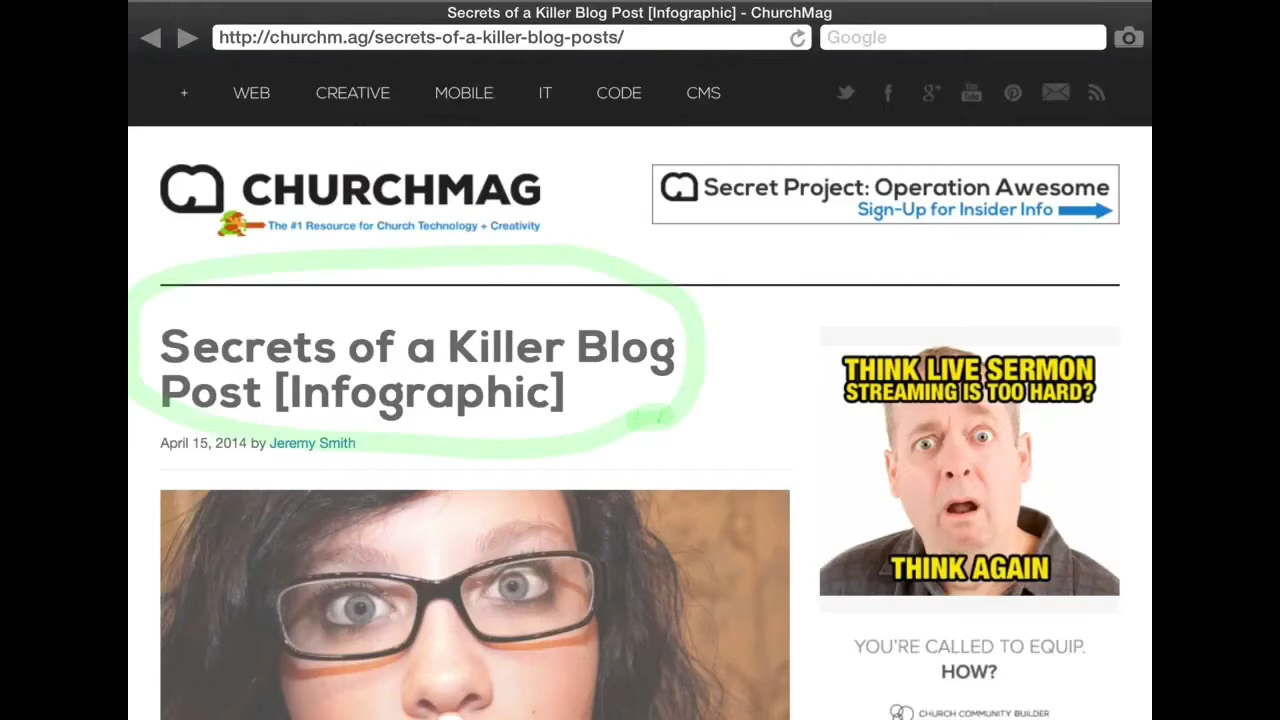 Secrets of a Killer Blog Post [Infographic] - ChurchMag
http://churchm.ag/secrets-of-a-killer-blog-posts/
Google
+ WEB CREATIVE MOBILE IT CODE CMS
CHURCHMAG
The #1 Resource for Church Technology + Creativity
Secret Project: Operation Awesome
Sign-Up for Insider Info
Secrets of a Killer Blog
Post [Infographic]
April 15, 2014 by Jeremy Smith
THINK LIVE SERMON
STREAMING IS TOO HARD?
THINK AGAIN
YOU'RE CALLED TO EQUIP.
HOW?
CHURCH COMMUNITY BUILDER